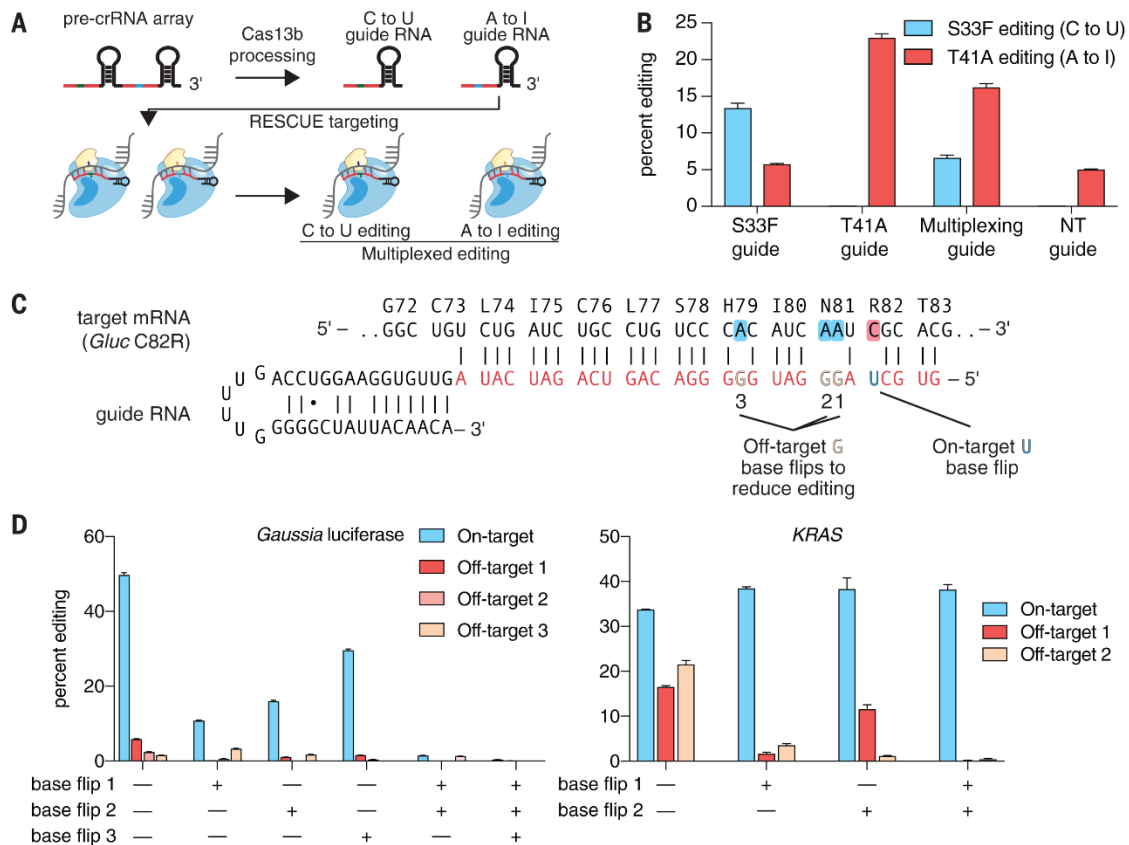 A
pre-crRNA array
Cas13b
processing
C to U
guide RNA
A to I
guide RNA
3'
RESCUE targeting
C to U editing
A to I editing
Multiplexed editing
B
percent editing
25
20
15
10
5
0
S33F editing (C to U)
T41A editing (A to I)
S33F
guide
T41A
guide
Multiplexing
guide
NT
guide
C
G72 C73 L74 I75 C76 L77 S78 H79 I80 N81 R82 T83
target mRNA
(Gluc C82R)
5' – ..GGC UGU CUG AUC UGC CUG UCC CAC AUC AAU CGC ACG..–3'
guide RNA
U U U G ACCUGGAAGGUGUUGA UAC UAG ACU GACAGG GGG UAG GGA UCG UG –5'
G GGGGCUAUUACAACA–3'
3 21
Off-target G
base flips to
reduce editing
On-target U
base flip
D
percent editing
60
40
20
0
Gaussia luciferase
On-target
Off-target 1
Off-target 2
Off-target 3
base flip 1 — + — — + +
base flip 2 — — + — + +
base flip 3 — — — + — +
50
40
30
20
10
0
KRAS
On-target
Off-target 1
Off-target 2
base flip 1 — + — +
base flip 2 — — + +